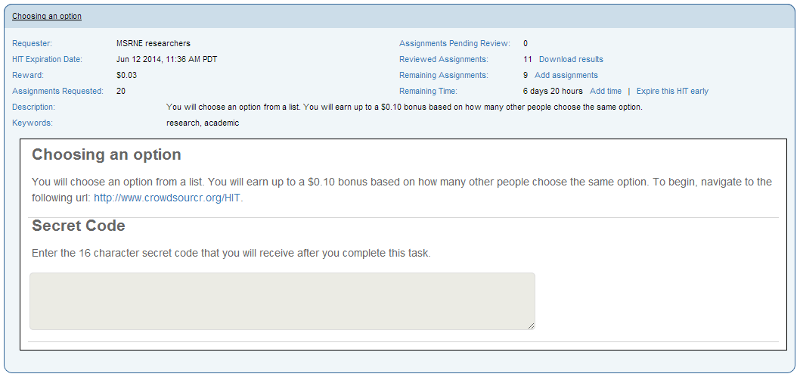 Choosing an option
Requester: MSRNE researchers Assignments Pending Review: 0
HIT Expiration Date: Jun 12 2014, 11:36 AM PDT Reviewed Assignments: 11 Download results
Reward: $0.03 Remaining Assignments: 9 Add assignments
Assignments Requested: 20 Remaining Time: 6 days 20 hours Add time | Expire this HIT early
Description: You will choose an option from a list. You will earn up to a $0.10 bonus based on how many other people choose the same option.
Keywords: research, academic
Choosing an option
You will choose an option from a list. You will earn up to a $0.10 bonus based on how many other people choose the same option. To begin, navigate to the
following url: http://www.crowdsourcr.org/HIT.
Secret Code
Enter the 16 character secret code that you will receive after you complete this task.